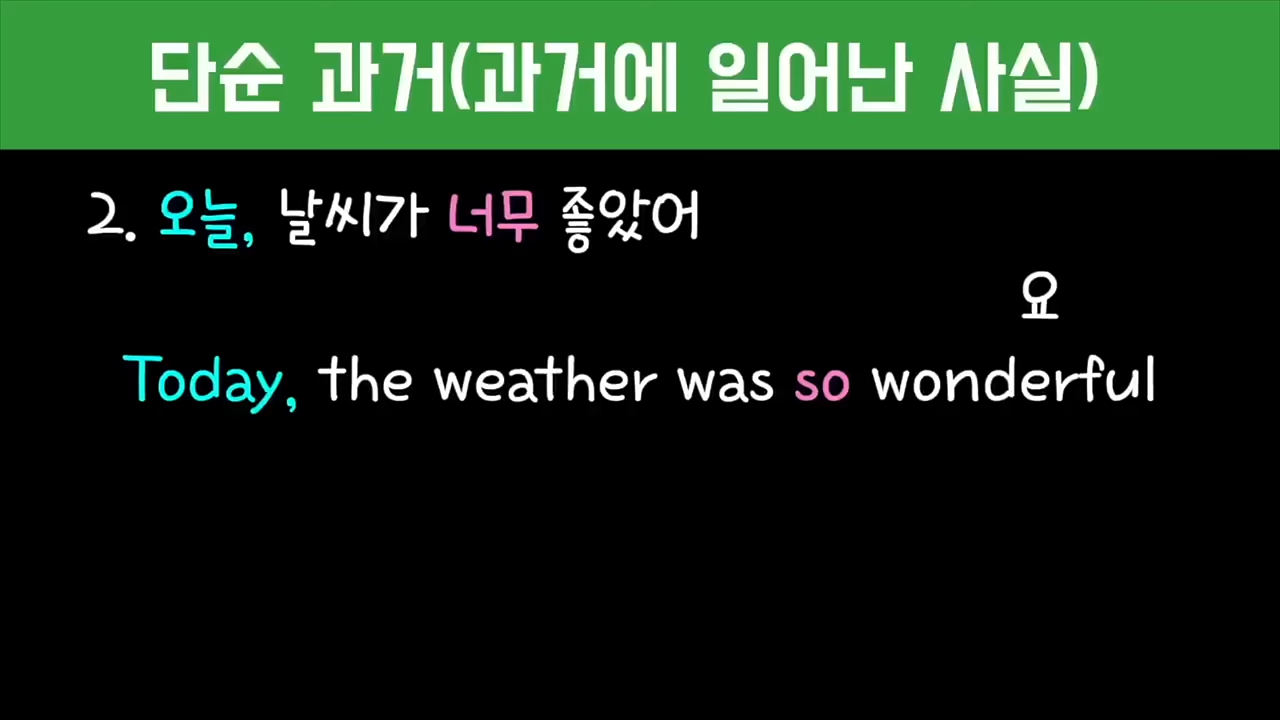 단순 과거(과거에 일어난 사실)
2. 오늘, 날씨가 너무 좋았어
요
Today, the weather was so wonderful